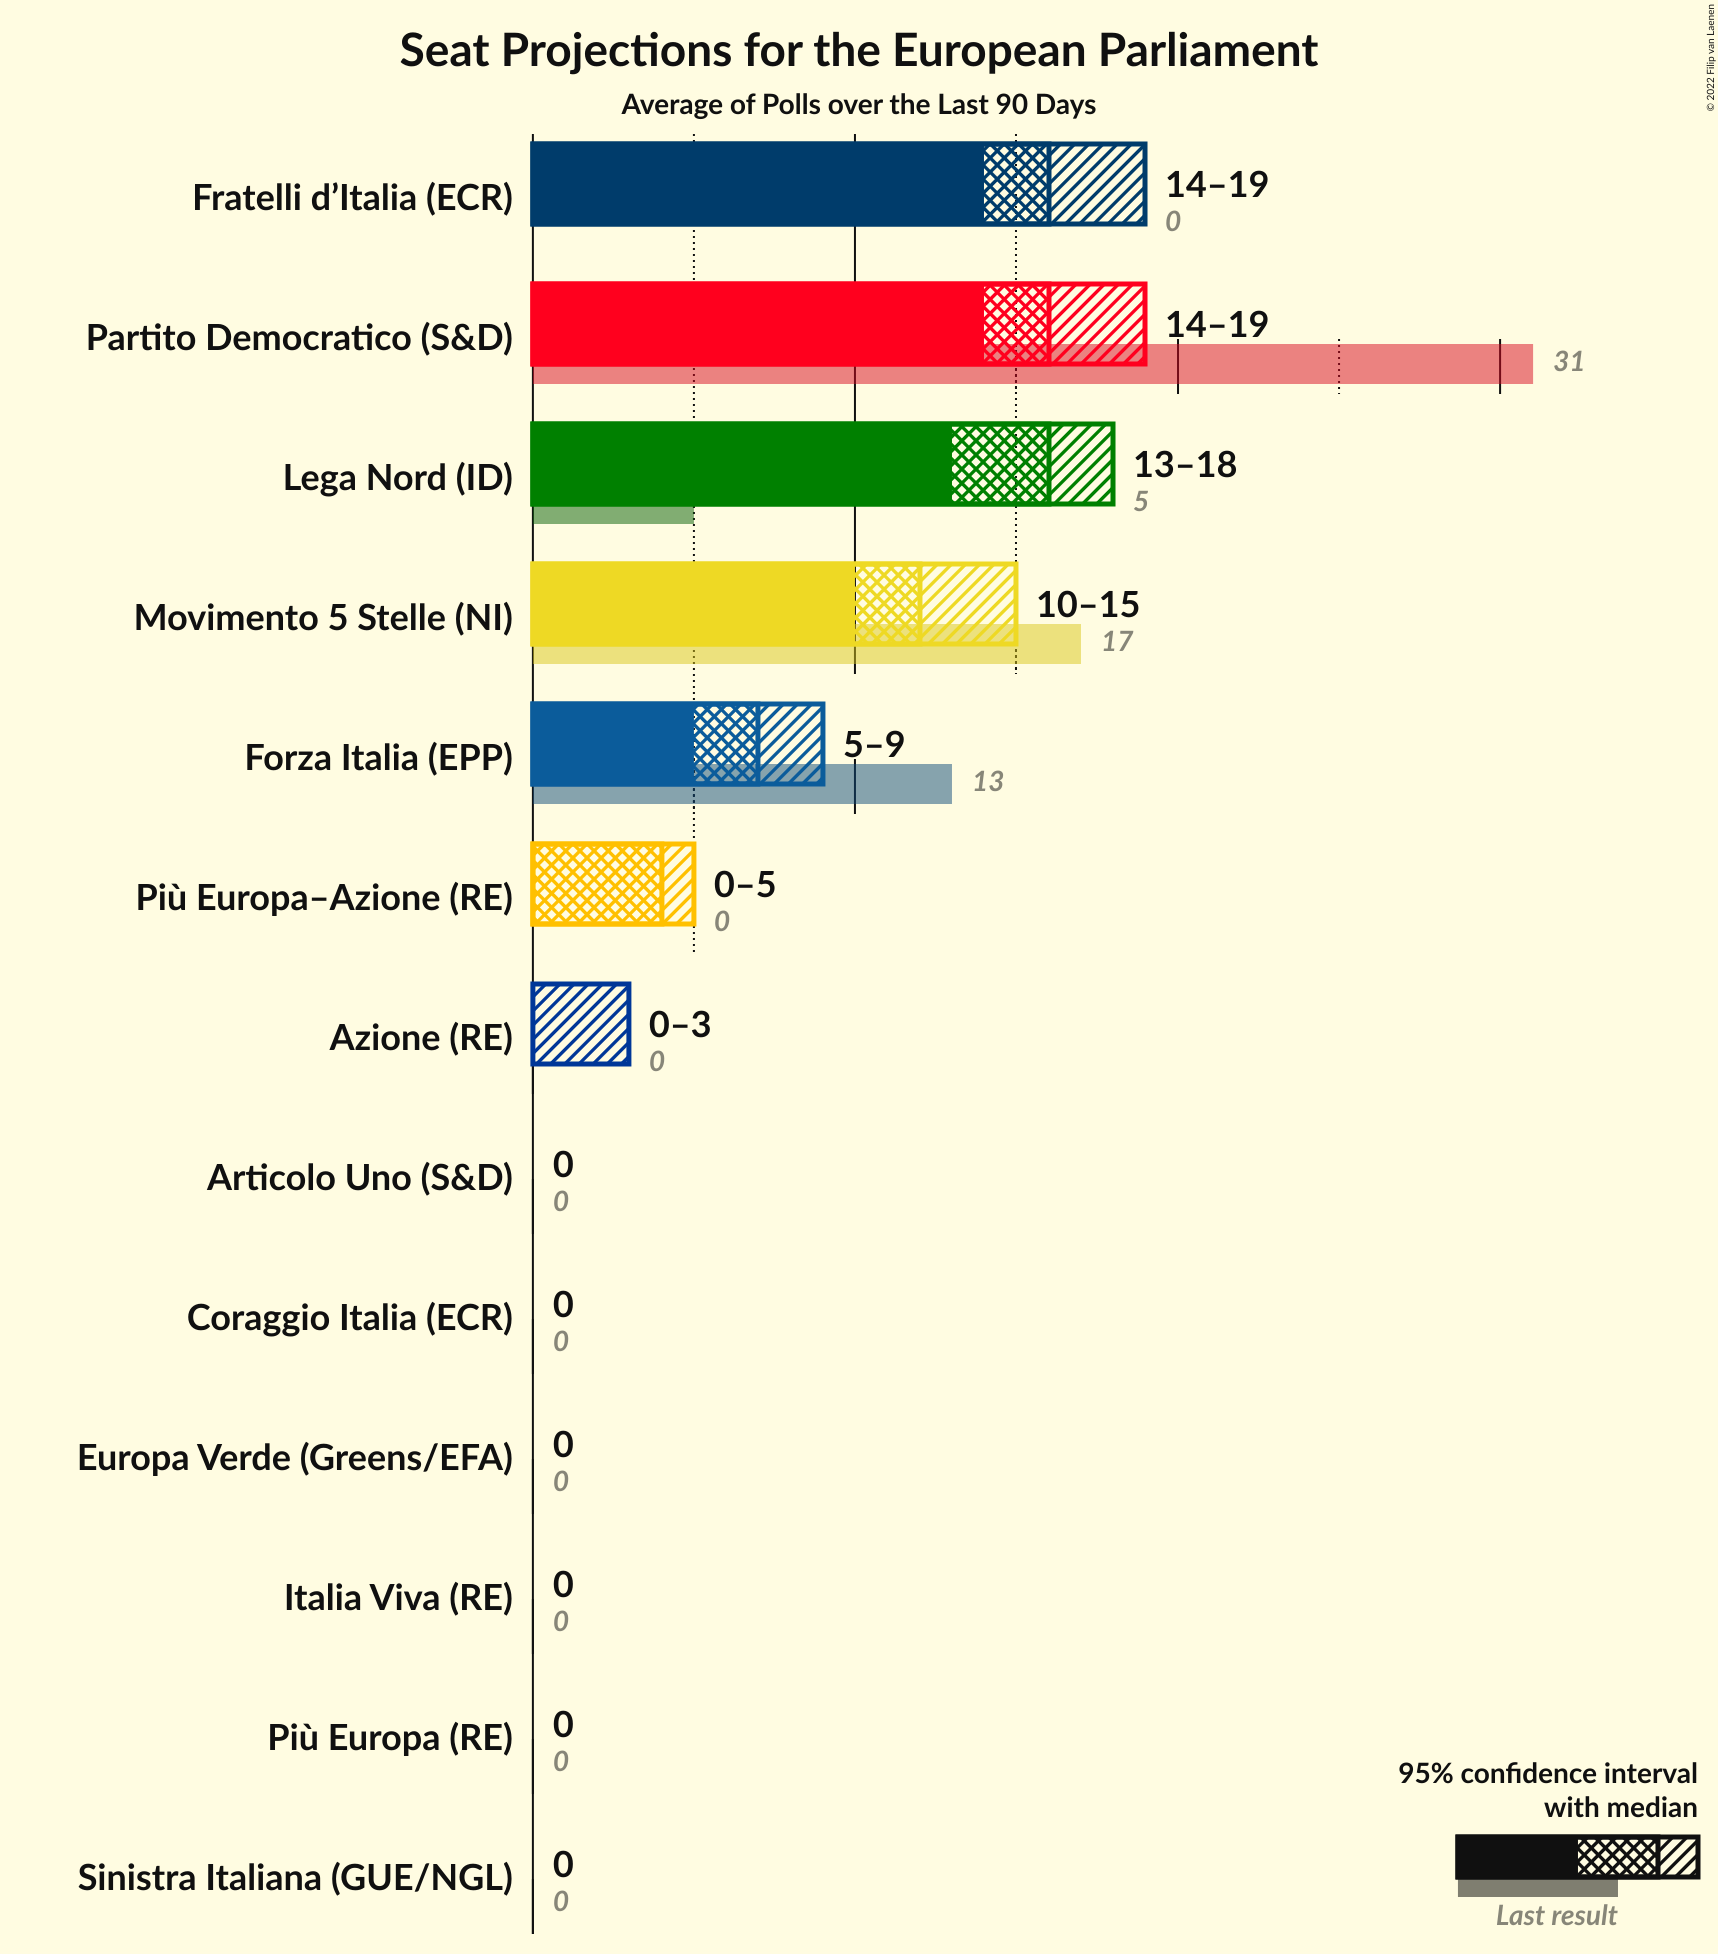 Seat Projections for the European Parliament
Average of Polls over the Last 90 Days
© 2022 Filip van Laenen
Fratelli d’Italia (ECR)
14–19
0
Partito Democratico (S&D)
14–19
31
Lega Nord (ID)
13–18
5
Movimento 5 Stelle (NI)
10–15
17
Forza Italia (EPP)
5–9
13
Più Europa–Azione (RE)
0–5
0
Azione (RE)
0–3
0
Articolo Uno (S&D)
0
0
Coraggio Italia (ECR)
0
0
Europa Verde (Greens/EFA)
0
0
Italia Viva (RE)
0
0
Più Europa (RE)
0
0
Sinistra Italiana (GUE/NGL)
0
0
95% confidence interval
with median
Last result